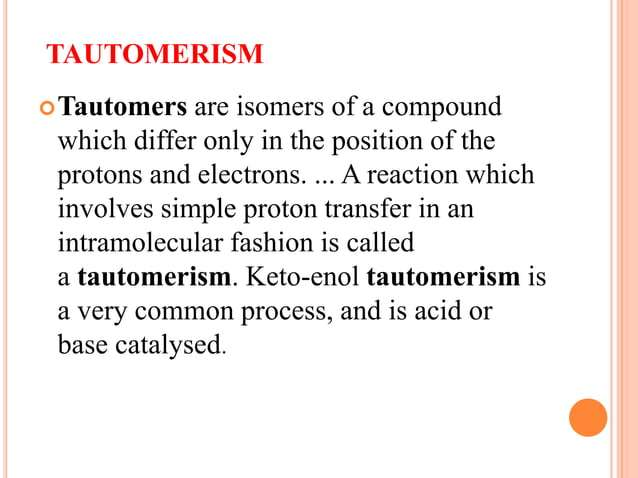 TAUTOMERISM
Tautomers are isomers of a compound
which differ only in the position of the
protons and electrons. ... A reaction which
involves simple proton transfer in an
intramolecular fashion is called
a tautomerism. Keto-enol tautomerism is
a very common process, and is acid or
base catalysed.